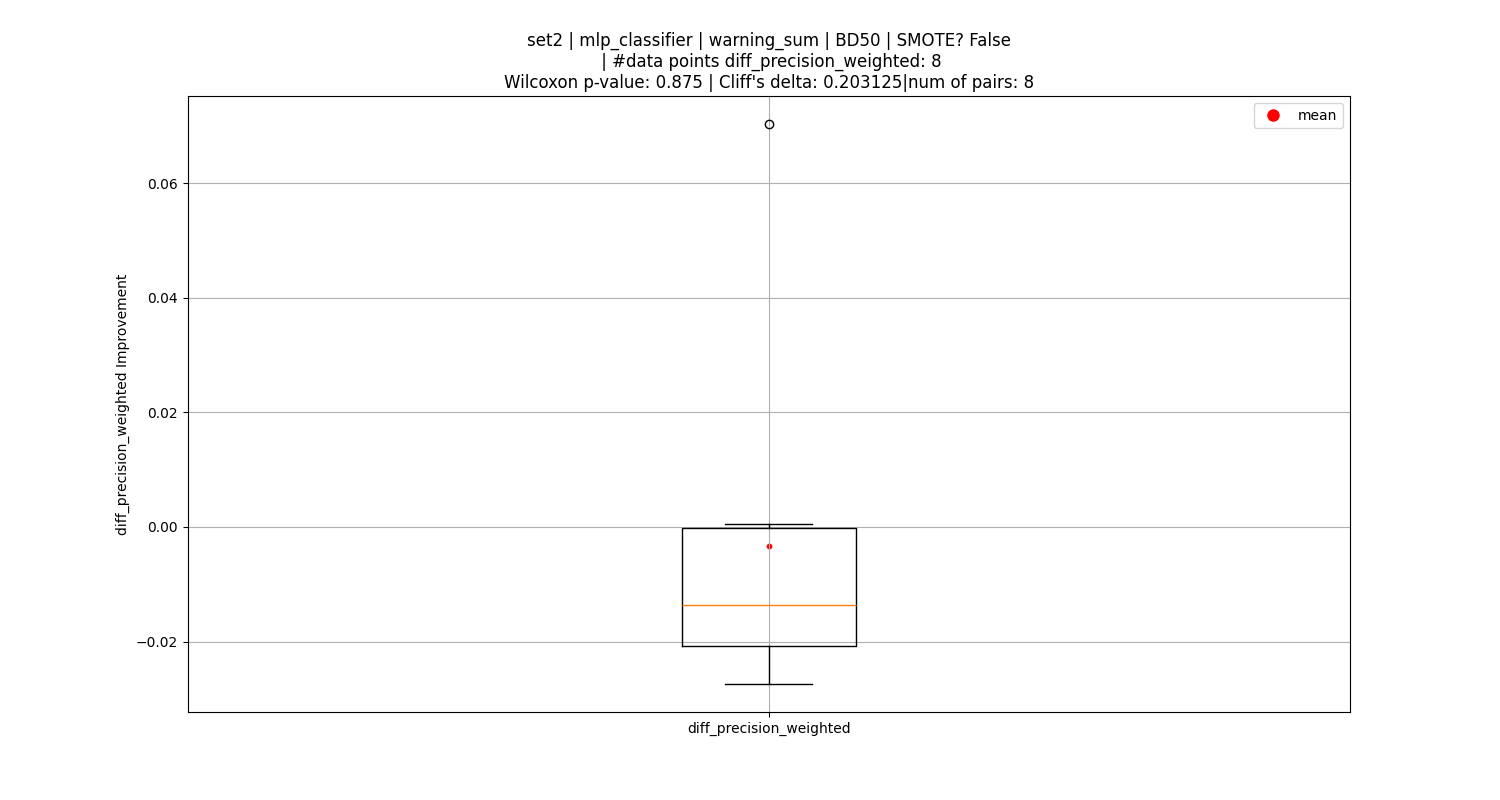 set2 | mlp_classifier | warning_sum | BD50 | SMOTE? False
| #data points diff_precision_weighted: 8
Wilcoxon p-value: 0.875 | Cliff's delta: 0.203125|num of pairs: 8
mean
diff_precision_weighted Improvement
0.06
0.04
0.02
0.00
−0.02
diff_precision_weighted